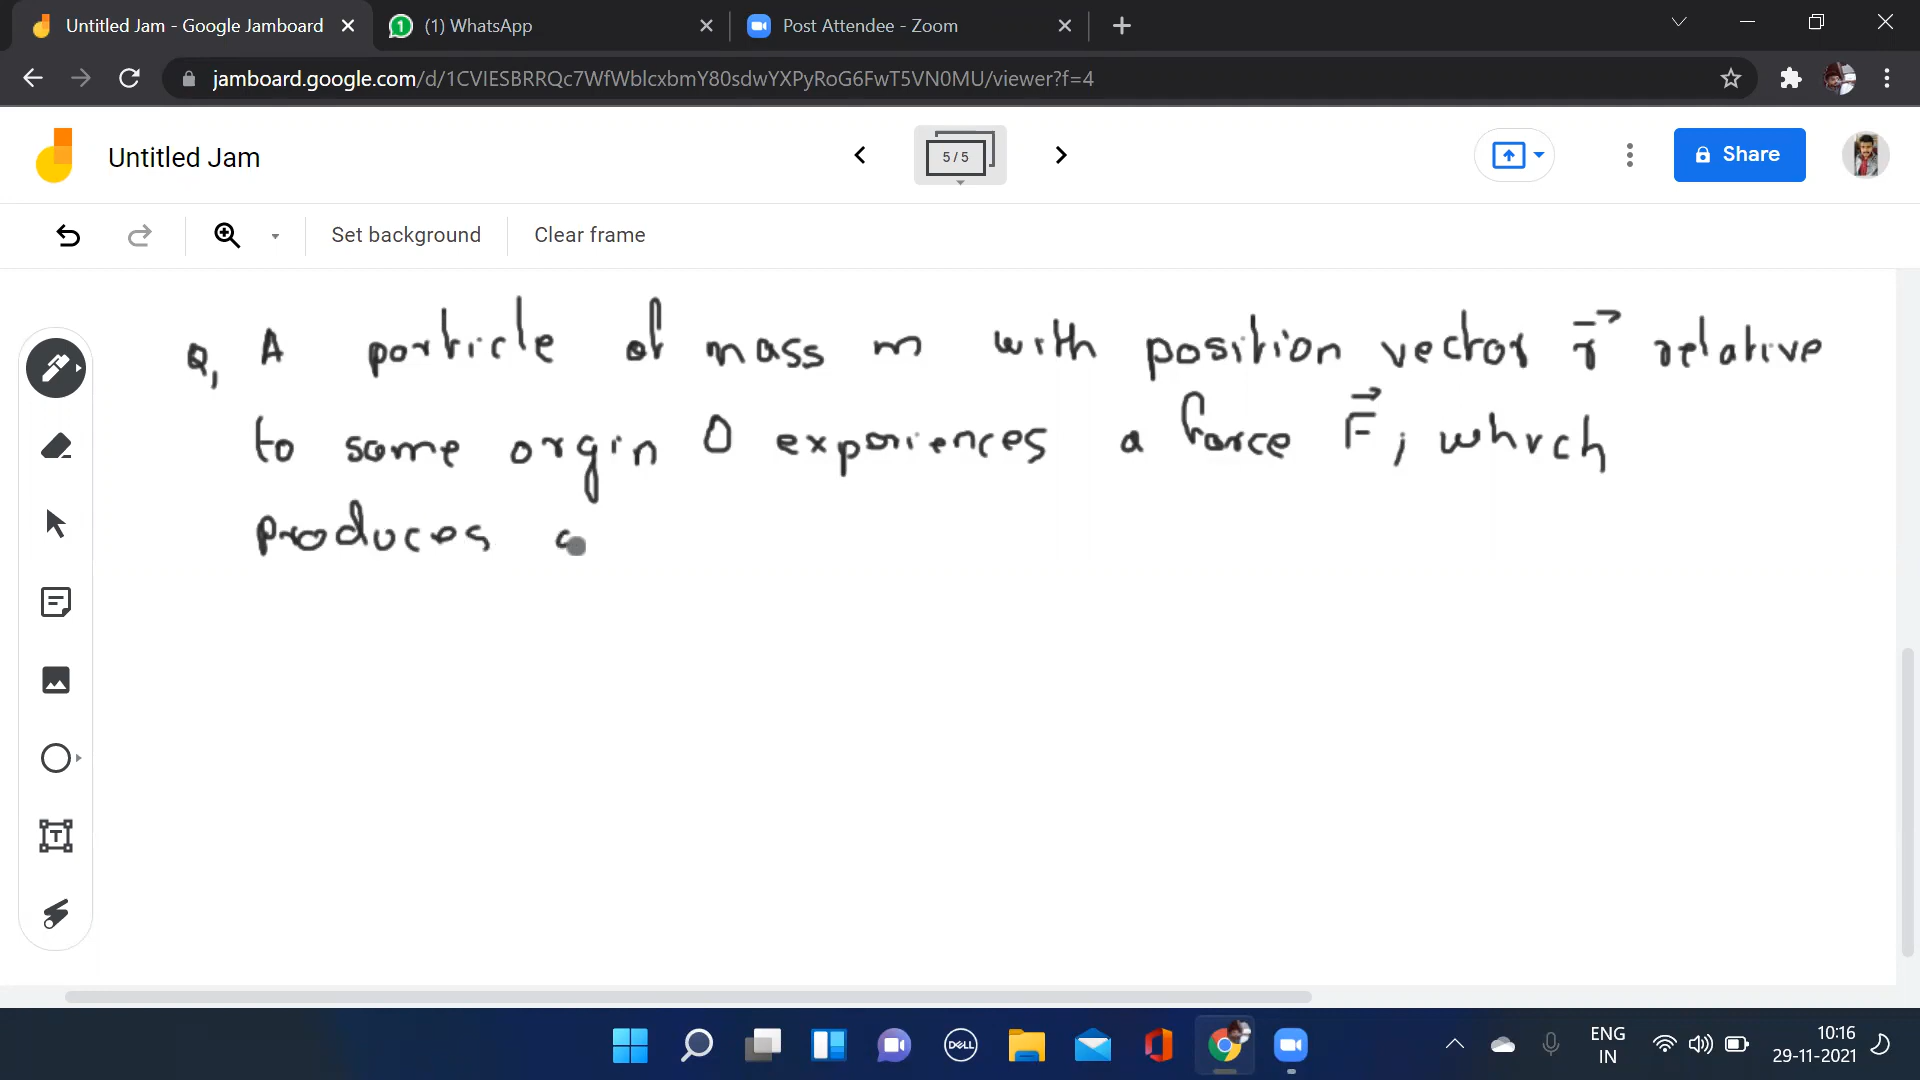 Untitled Jam - Google Jamboard
(1) WhatsApp
Post Attendee - Zoom
jamboard.google.com/d/1CVIESBRRQc7WfWblcxbmY80sdwYXPyRoG6FwT5VN0MU/viewer?f=4
Untitled Jam
5 / 5
Share
Set background
Clear frame
Q, A particle of mass m with position vector r⃗ relative
to some orgin O experiences a force F⃗, which
produces a
ENG
IN
10:16
29-11-2021
DELL